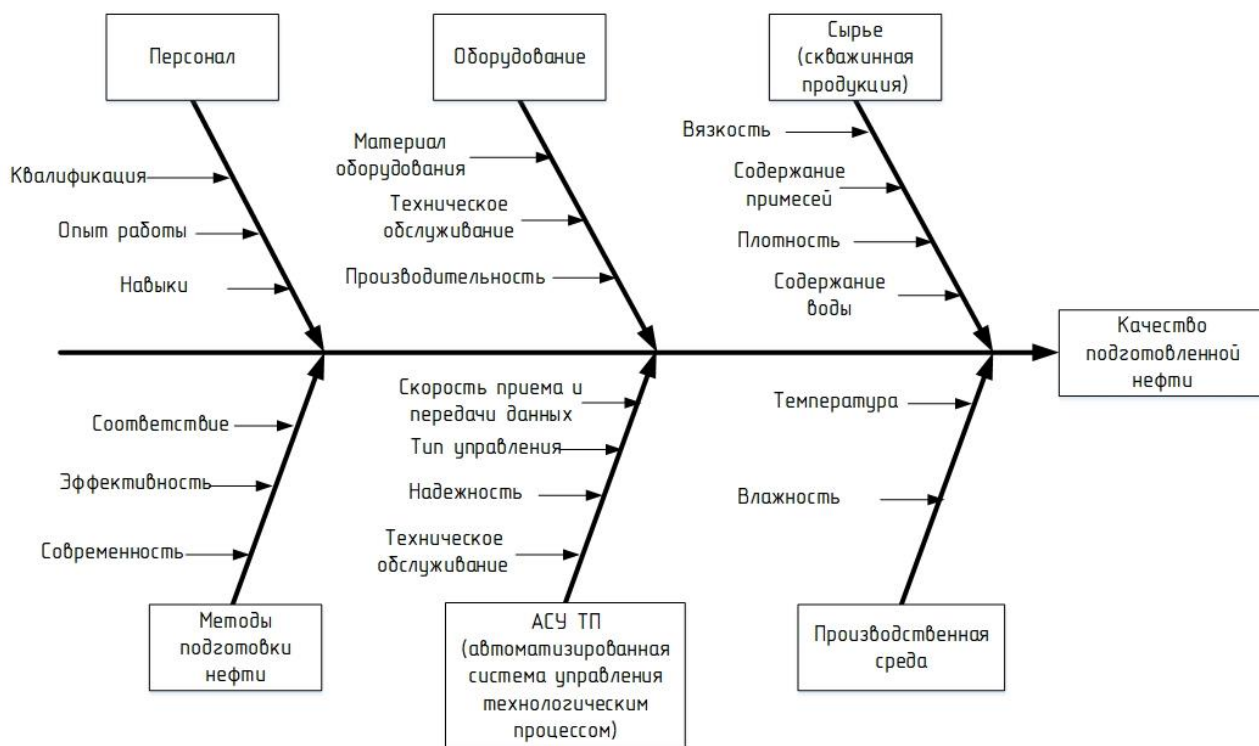 Персонал
Оборудование
Сырье
(скважинная
продукция)
Квалификация
Опыт работы
Навыки
Материал
оборудования
Техническое
обслуживание
Производительность
Вязкость
Содержание
примесей
Плотность
Содержание
воды
Качество
подготовленной
нефти
Соответствие
Эффективность
Современность
Скорость приема и
передачи данных
Тип управления
Надежность
Техническое
обслуживание
Температура
Влажность
Методы
подготовки
нефти
АСУ ТП
(автоматизированная
система управления
технологическим
процессом)
Производственная
среда